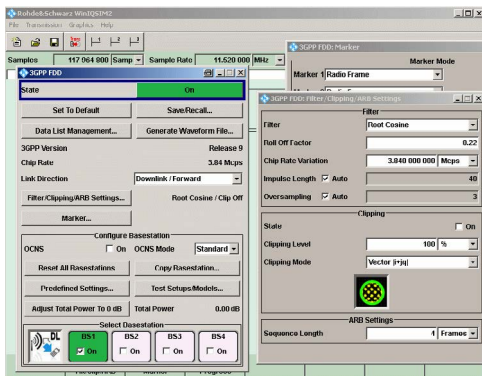 Rohde&Schwarz WinIQSIM2
File Transmission Graphics Help
Samples 117 964 800 Samp Sample Rate 11.520 000 MHz
3GPP FDD
State On
Set To Default Save/Recall...
Data List Management... Generate Waveform File...
3GPP Version Release 9
Chip Rate 3.84 Mcps
Link Direction Downlink / Forward
Filter/Clipping/ARB Settings... Root Cosine / Clip Off
Marker...
Configure Basestation
OCNS On OCNS Mode Standard
Reset All Basestations Copy Basestation...
Predefined Settings... Test Setups/Models...
Adjust Total Power To 0 dB Total Power 0.00 dB
Select Basestation
DL BS1 BS2 BS3 BS4
On On On On
3GPP FDD: Marker
Marker Mode
Marker 1 Radio Frame
3GPP FDD: Filter/Clipping/ARB Settings
Filter
Filter Root Cosine
Roll Off Factor 0.22
Chip Rate Variation 3.840 000 000 Mcps
Impulse Length Auto 40
Oversampling Auto 3
Clipping
State On
Clipping Level 100 %
Clipping Mode Vector |i+jq|
ARB Settings
Sequence Length 4 Frames